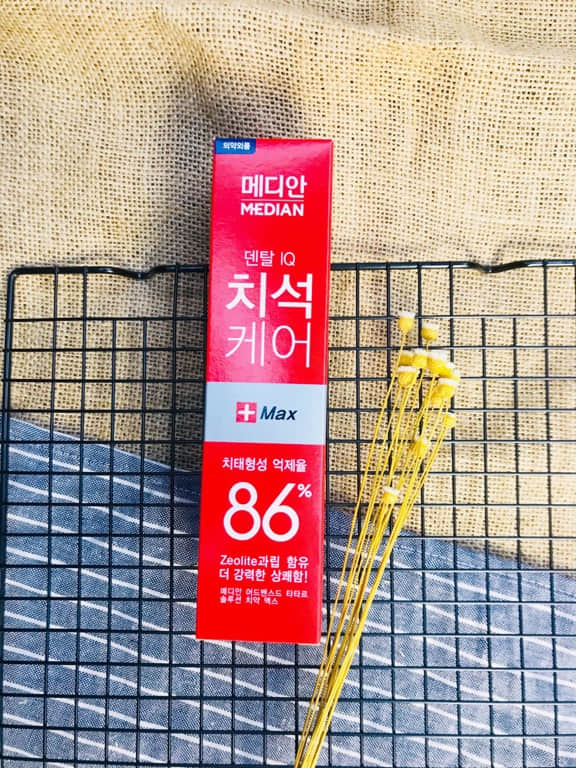 의약외품
메디안
MEDIAN
덴탈 IQ
치석
케어
Max
치태형성 억제율
86%
Zeolite과립 함유
더 강력한 상쾌함!
메디안 어드밴스드 타타르
솔루션 치약 맥스